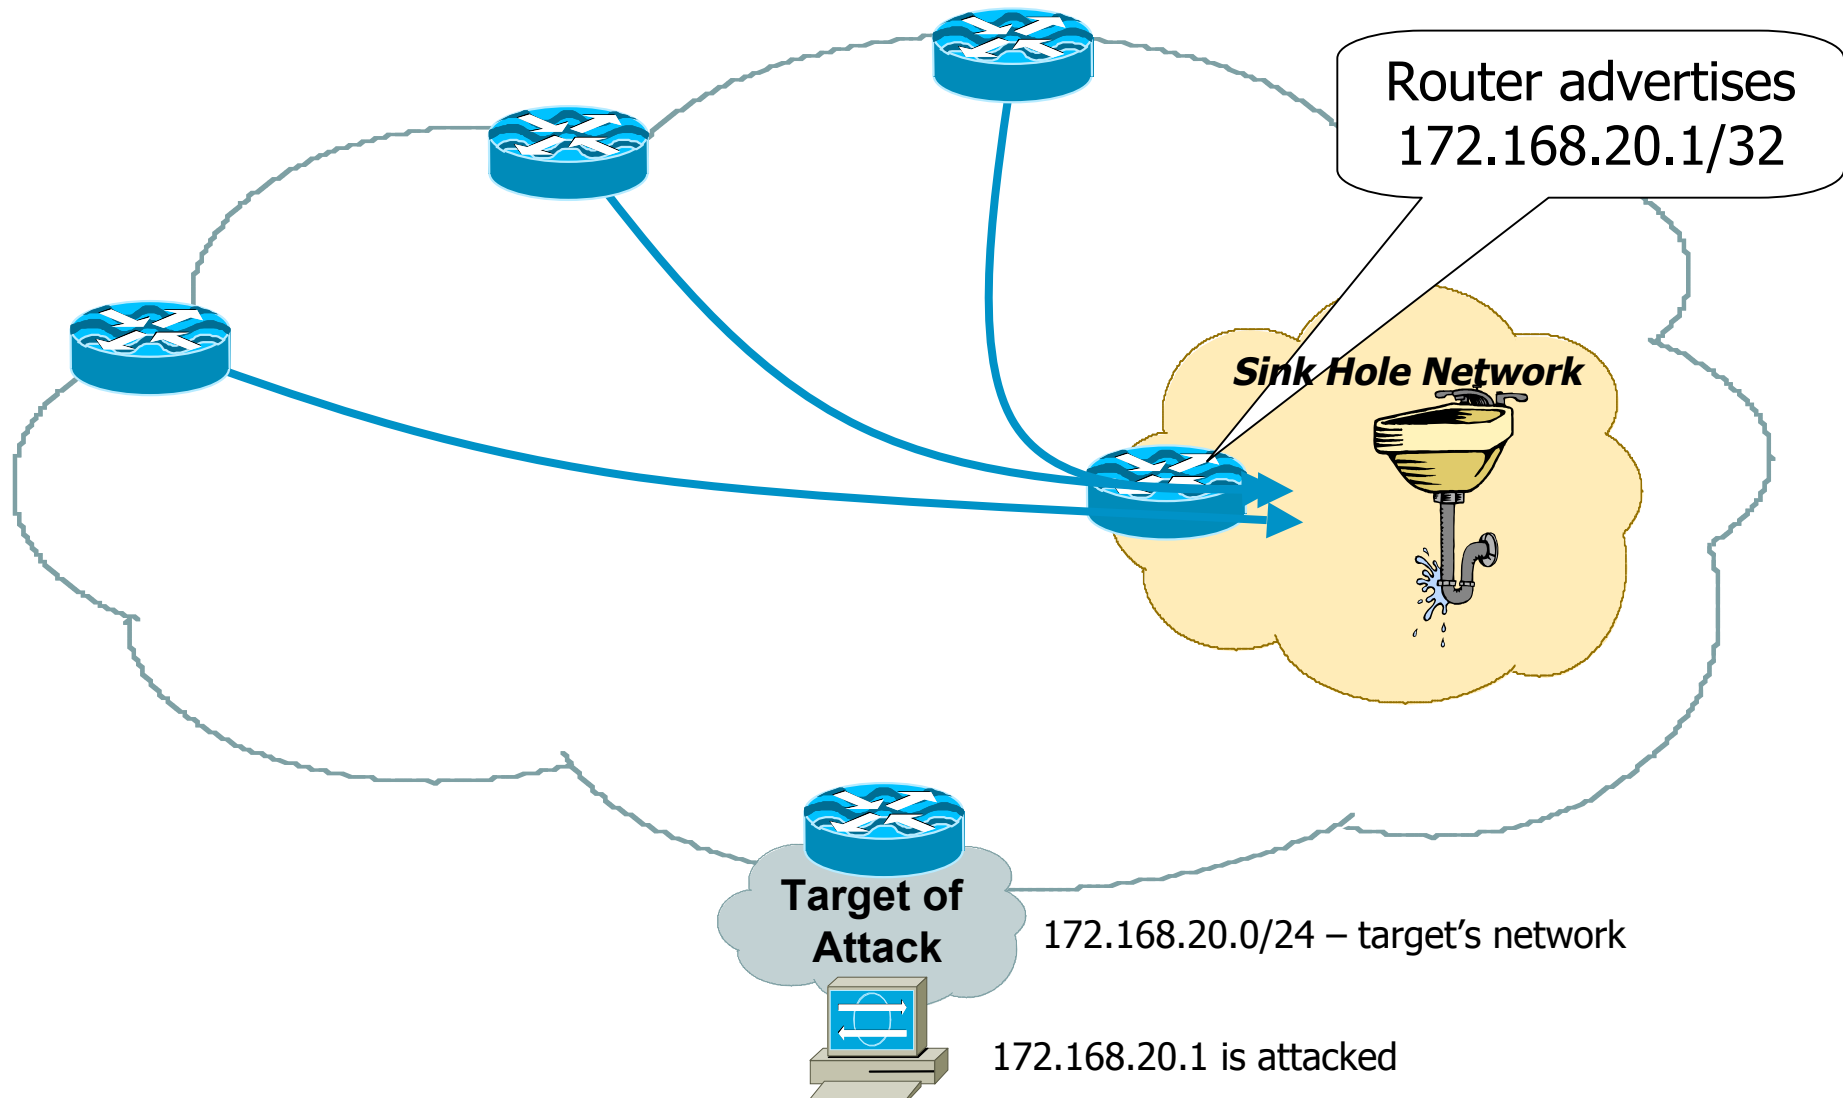 Router advertises
172.168.20.1/32
Sink Hole Network
Target of
Attack
172.168.20.0/24 – target’s network
172.168.20.1 is attacked